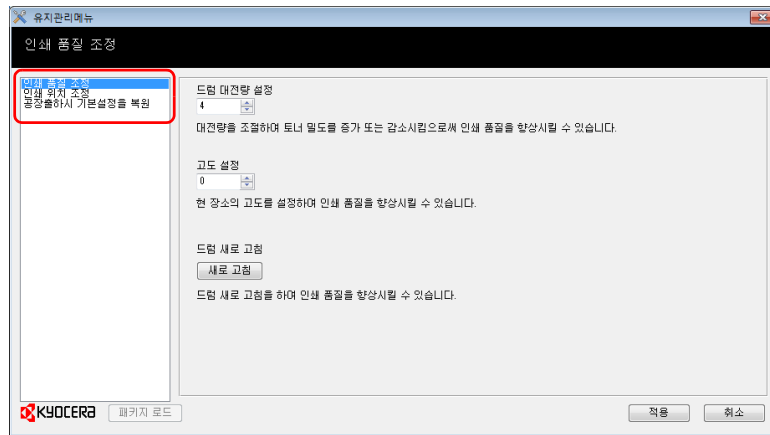 유지관리메뉴
인쇄 품질 조정
인쇄 품질 조정
인쇄 위치 조정
공장출하시 기본설정을 복원
드럼 대전량 설정
4
대전량을 조절하여 토너 밀도를 증가 또는 감소시킴으로써 인쇄 품질을 향상시킬 수 있습니다.
고도 설정
0
현 장소의 고도를 설정하여 인쇄 품질을 향상시킬 수 있습니다.
드럼 새로 고침
새로 고침
드럼 새로 고침을 하여 인쇄 품질을 향상시킬 수 있습니다.
KYOCERA 패키지 로드 적용 취소